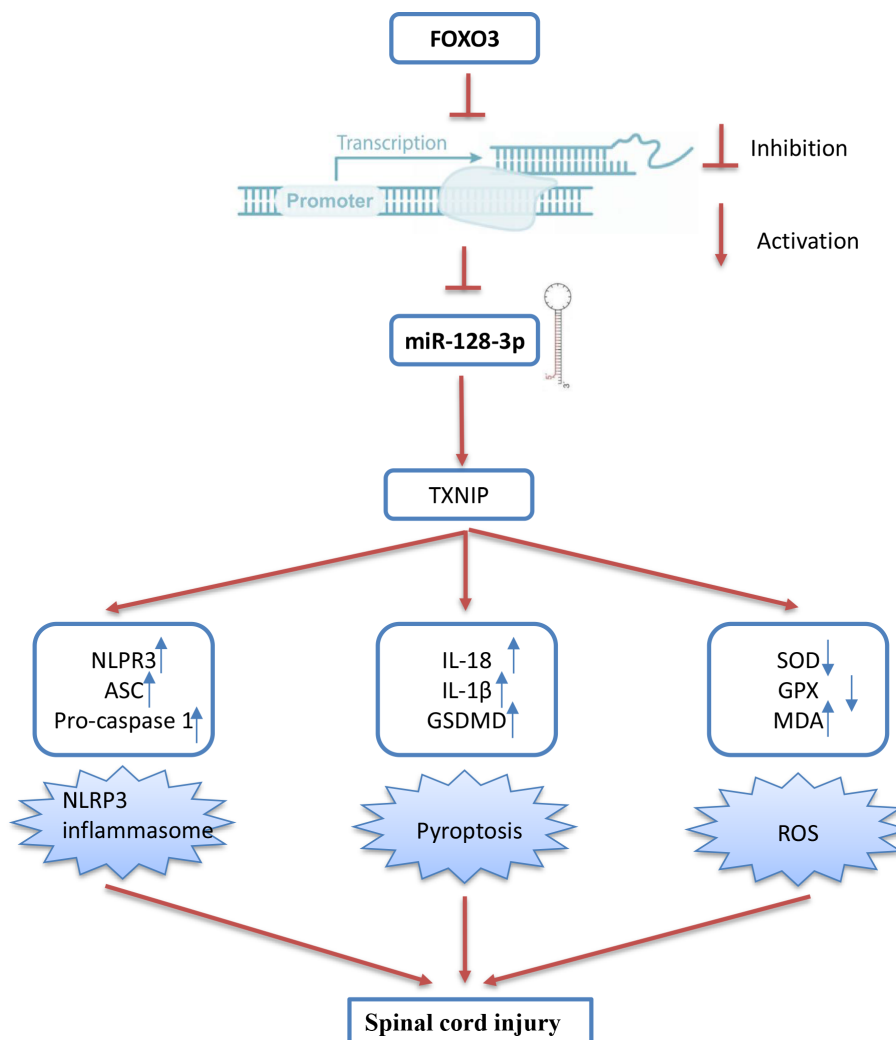 FOXO3
Transcription
Promoter
Inhibition
Activation
miR-128-3p
TXNIP
NLPR3
ASC
Pro-caspase 1
IL-18
IL-1β
GSDMD
SOD
GPX
MDA
NLRP3
inflammasome
Pyroptosis
ROS
Spinal cord injury